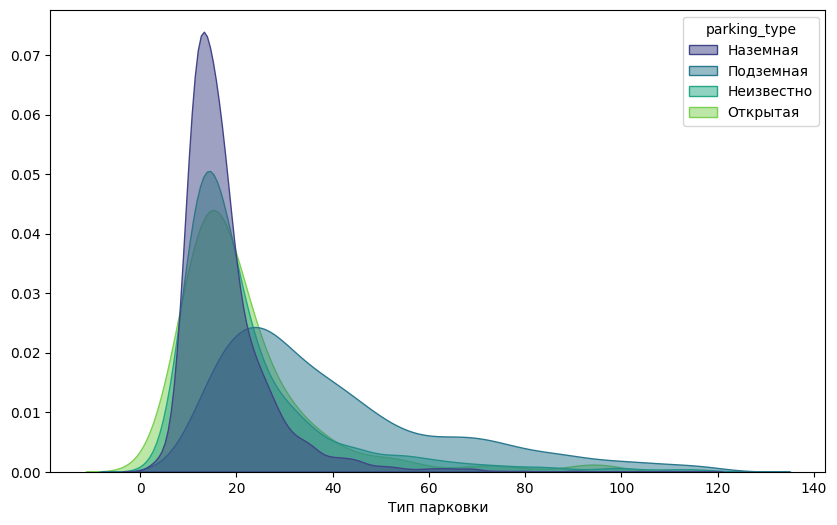 parking_type
Наземная
Подземная
Неизвестно
Открытая
0.07
0.06
0.05
0.04
0.03
0.02
0.01
0.00
0 20 40 60 80 100 120 140
Тип парковки